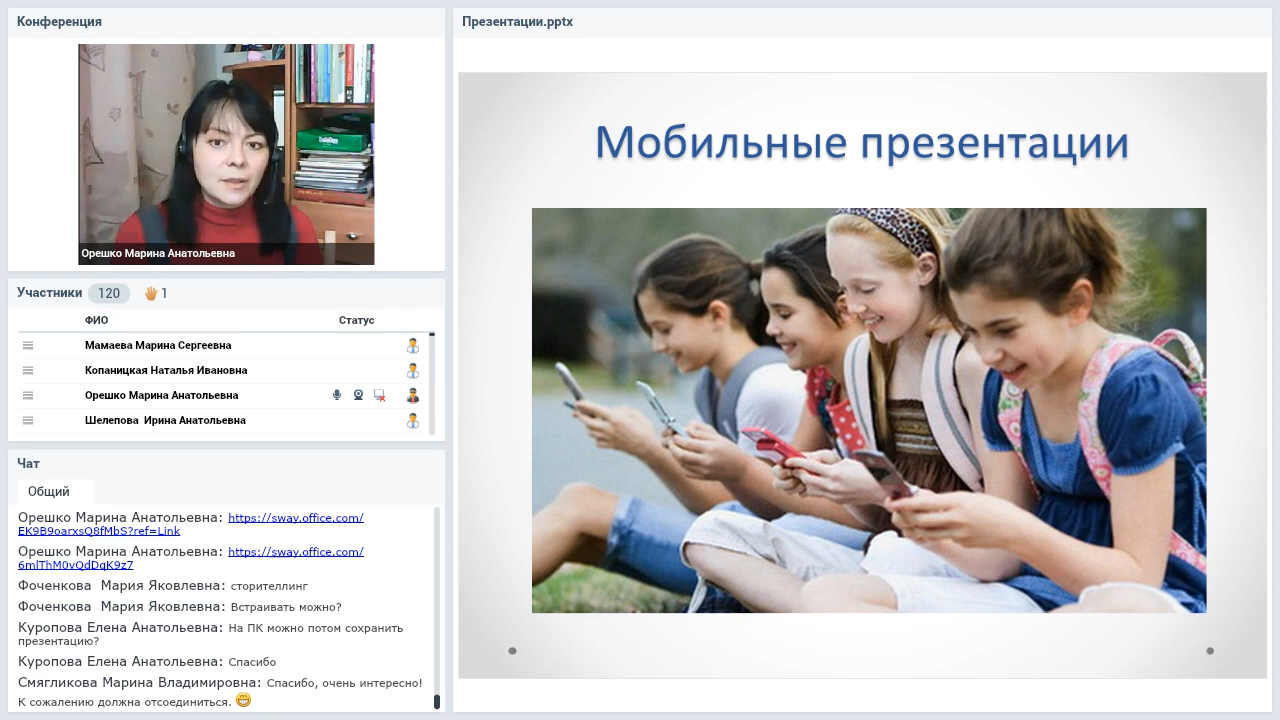 Конференция
Орешко Марина Анатольевна
Участники 120 1
ФИО Статус
Мамаева Марина Сергеевна
Копаницкая Наталья Ивановна
Орешко Марина Анатольевна
Шелепова Ирина Анатольевна
Чат
Общий
Орешко Марина Анатольевна: https://sway.office.com/
EK9B9oarxsQ8fMbS?ref=Link
Орешко Марина Анатольевна: https://sway.office.com/
6mlThM0vQdDqK9z7
Фоченкова Мария Яковлевна: сторителлинг
Фоченкова Мария Яковлевна: Встраивать можно?
Куропова Елена Анатольевна: На ПК можно потом сохранить
презентацию?
Куропова Елена Анатольевна: Спасибо
Смягликова Марина Владимировна: Спасибо, очень интересно!
К сожалению должна отсоединиться.
Презентации.pptx
Мобильные презентации